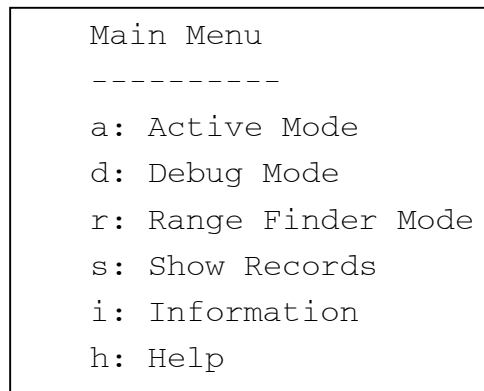 Main Menu
----------
a: Active Mode
d: Debug Mode
r: Range Finder Mode
s: Show Records
i: Information
h: Help